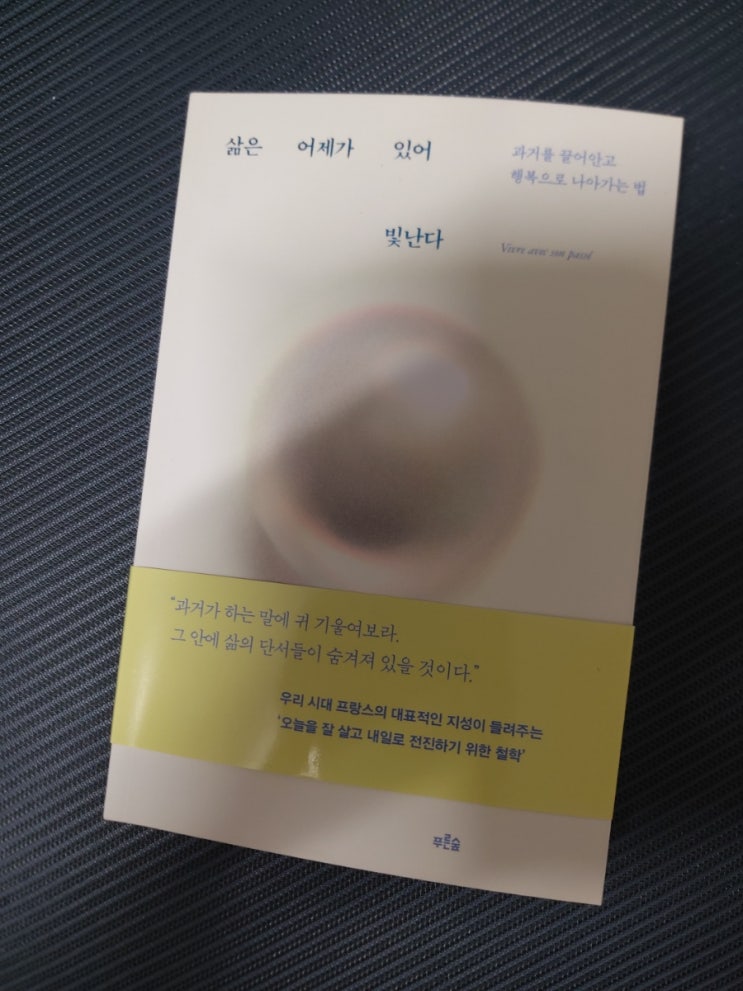 삶은 어제가 있어
빛난다
과거를 끌어안고
행복으로 나아가는 법
Vivre avec son passé
“과거가 하는 말에 귀 기울여보라.
그 안에 삶의 단서들이 숨겨져 있을 것이다.”
우리 시대 프랑스의 대표적인 지성이 들려주는
‘오늘을 잘 살고 내일로 전진하기 위한 철학’
푸른숲